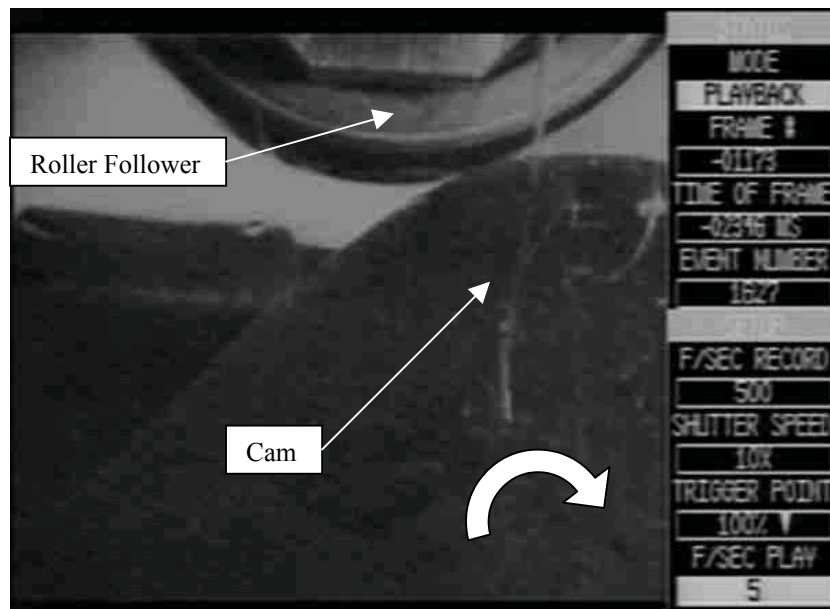 Roller Follower
Cam
MODE
PLAYBACK
FRAME #
-01173
TIME OF FRAME
-02346 MS
EVENT NUMBER
1627
F/SEC RECORD
500
SHUTTER SPEED
10X
TRIGGER POINT
100%
F/SEC PLAY
5